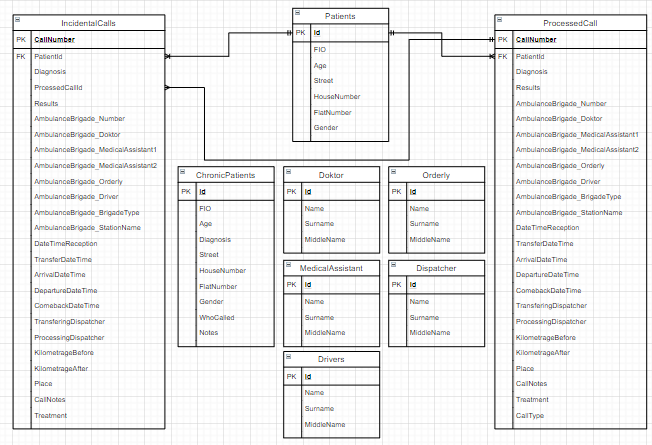 IncidentalCalls
PK CallNumber
FK PatientId
Diagnosis
PrcessedCallId
Results
AmbulanceBrigade_Number
AmbulanceBrigade_Doktor
AmbulanceBrigade_MedicalAssistant1
AmbulanceBrigade_MedicalAssistant2
AmbulanceBrigade_Orderly
AmbulanceBrigade_Driver
AmbulanceBrigade_BrigadeType
AmbulanceBrigade_StationName
DateTimeReception
TransferDateTime
ArrivalDateTime
DepartureDateTime
ComebackDateTime
TransferingDispatcher
ProcessingDispatcher
KilometrageBefore
KilometrageAfter
Place
CallNotes
Treatment
Patients
PK Id
FIO
Age
Street
HouseNumber
FlatNumber
Gender
ProcessedCall
PK CallNumber
FK PatientId
Diagnosis
Results
AmbulanceBrigade_Number
AmbulanceBrigade_Doktor
AmbulanceBrigade_MedicalAssistant1
AmbulanceBrigade_MedicalAssistant2
AmbulanceBrigade_Orderly
AmbulanceBrigade_Driver
AmbulanceBrigade_BrigadeType
AmbulanceBrigade_StationName
DateTimeReception
TransferDateTime
ArrivalDateTime
DepartureDateTime
ComebackDateTime
TransferingDispatcher
ProcessingDispatcher
KilometrageBefore
KilometrageAfter
Place
CallNotes
Treatment
CallType
ChronicPatients
PK Id
FIO
Age
Diagnosis
Street
HouseNumber
FlatNumber
Gender
WhoCalled
Notes
Doktor
PK Id
Name
Surname
MiddleName
Orderly
PK Id
Name
Surname
MiddleName
MedicalAssistant
PK Id
Name
Surname
MiddleName
Dispatcher
PK Id
Name
Surname
MiddleName
Drivers
PK Id
Name
Surname
MiddleName